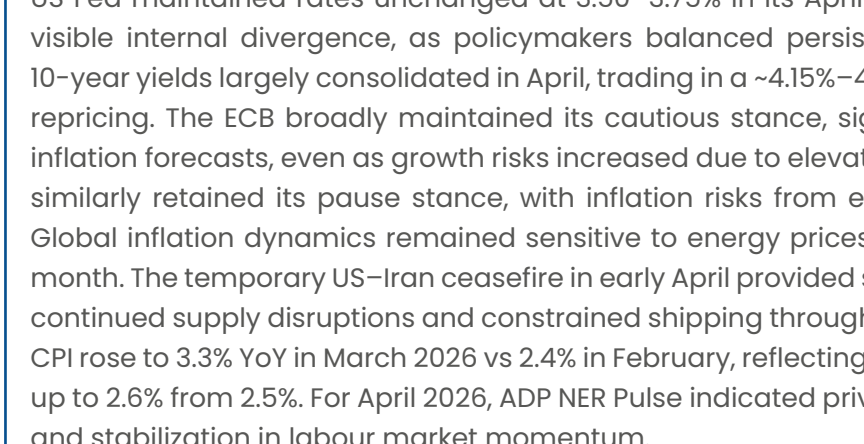 US Fed maintained rates unchanged at 3.50–3.75% in its April
visible internal divergence, as policymakers balanced persis
10-year yields largely consolidated in April, trading in a ~4.15%–4
repricing. The ECB broadly maintained its cautious stance, sig
inflation forecasts, even as growth risks increased due to elevat
similarly retained its pause stance, with inflation risks from e
Global inflation dynamics remained sensitive to energy prices
month. The temporary US–Iran ceasefire in early April provided s
continued supply disruptions and constrained shipping through
CPI rose to 3.3% YoY in March 2026 vs 2.4% in February, reflecting
up to 2.6% from 2.5%. For April 2026, ADP NER Pulse indicated priv
and stabilization in labour market momentum